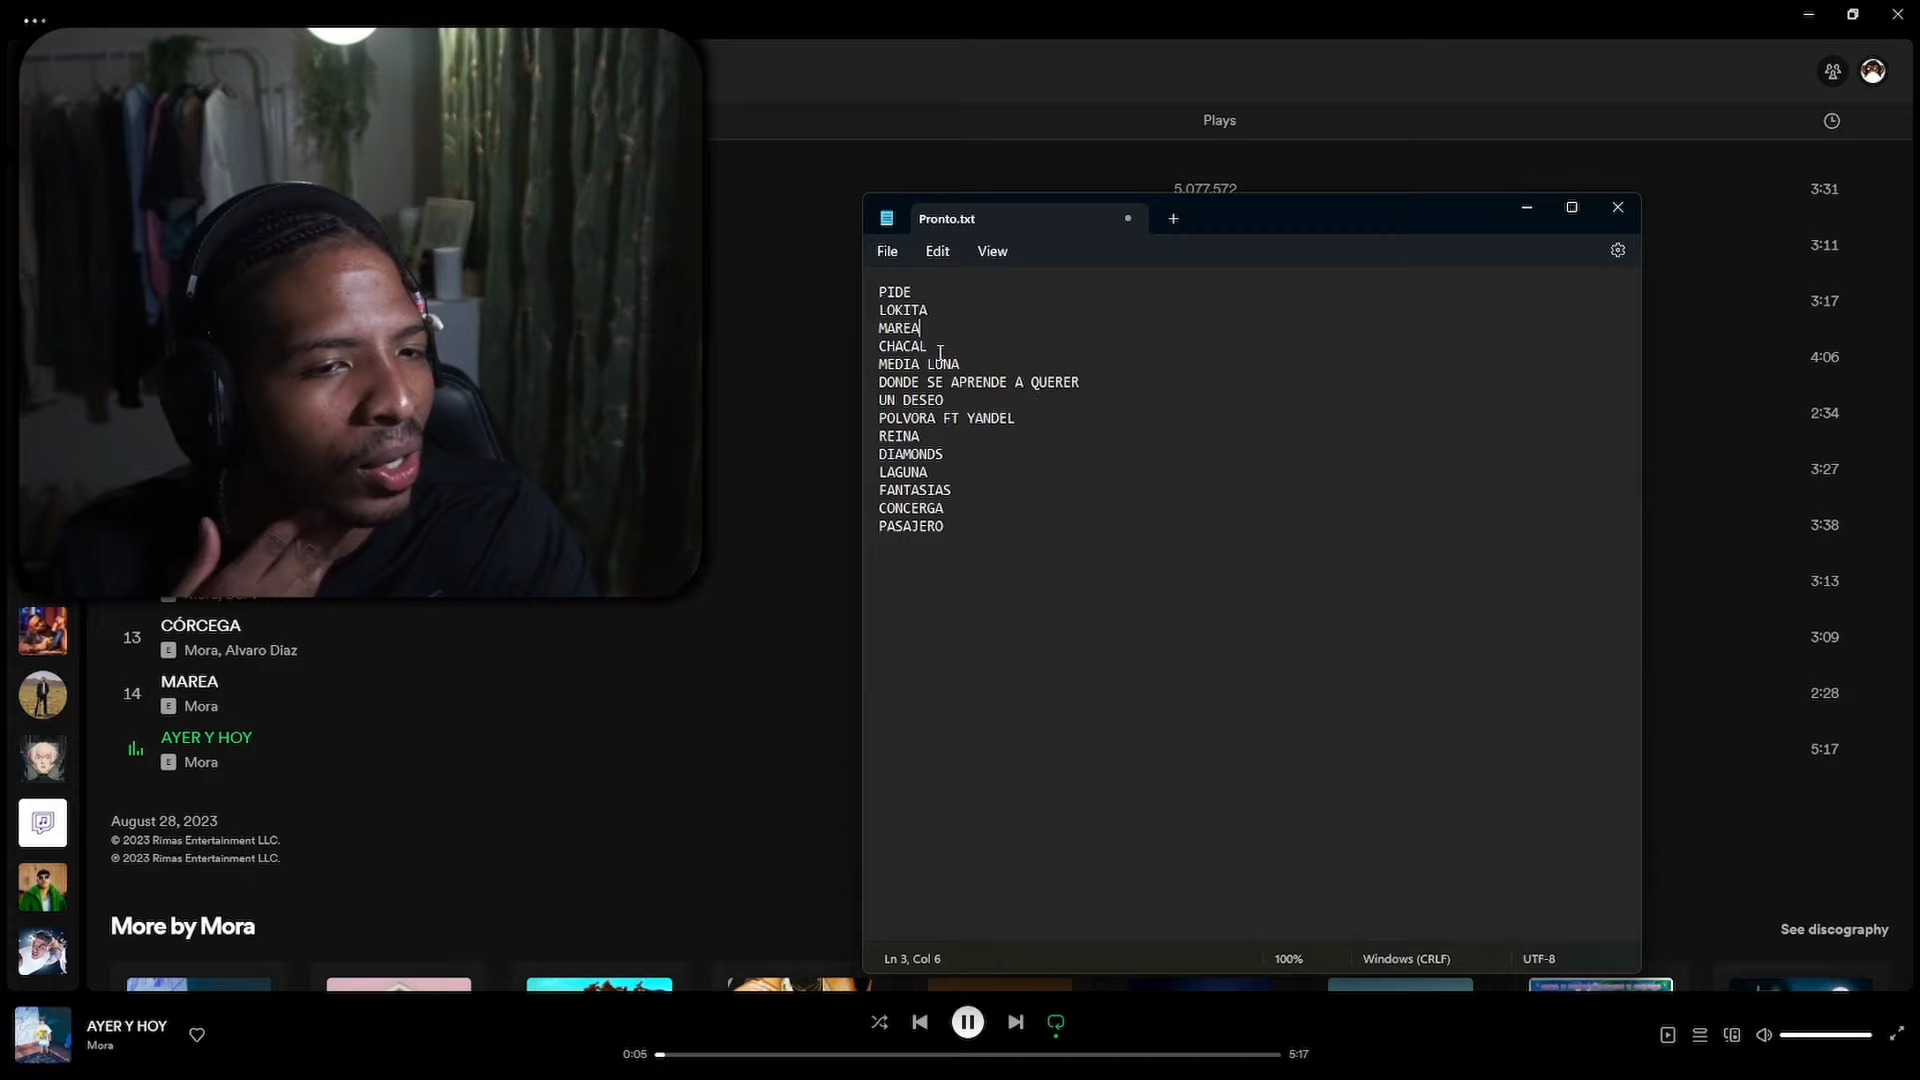 Plays
5,077,572
3:31
3:11
3:17
4:06
2:34
3:27
3:38
3:13
3:09
2:28
5:17
Pronto.txt
File Edit View
PIDE
LOKITA
MAREA
CHACAL
MEDIA LUNA
DONDE SE APRENDE A QUERER
UN DESEO
POLVORA FT YANDEL
REINA
DIAMONDS
LAGUNA
FANTASIAS
CONCERGA
PASAJERO
Ln 3, Col 6 100% Windows (CRLF) UTF-8
13 CÓRCEGA
E Mora, Alvaro Diaz
14 MAREA
E Mora
AYER Y HOY
E Mora
August 28, 2023
© 2023 Rimas Entertainment LLC.
℗ 2023 Rimas Entertainment LLC.
More by Mora
See discography
AYER Y HOY
Mora
0:05 5:17